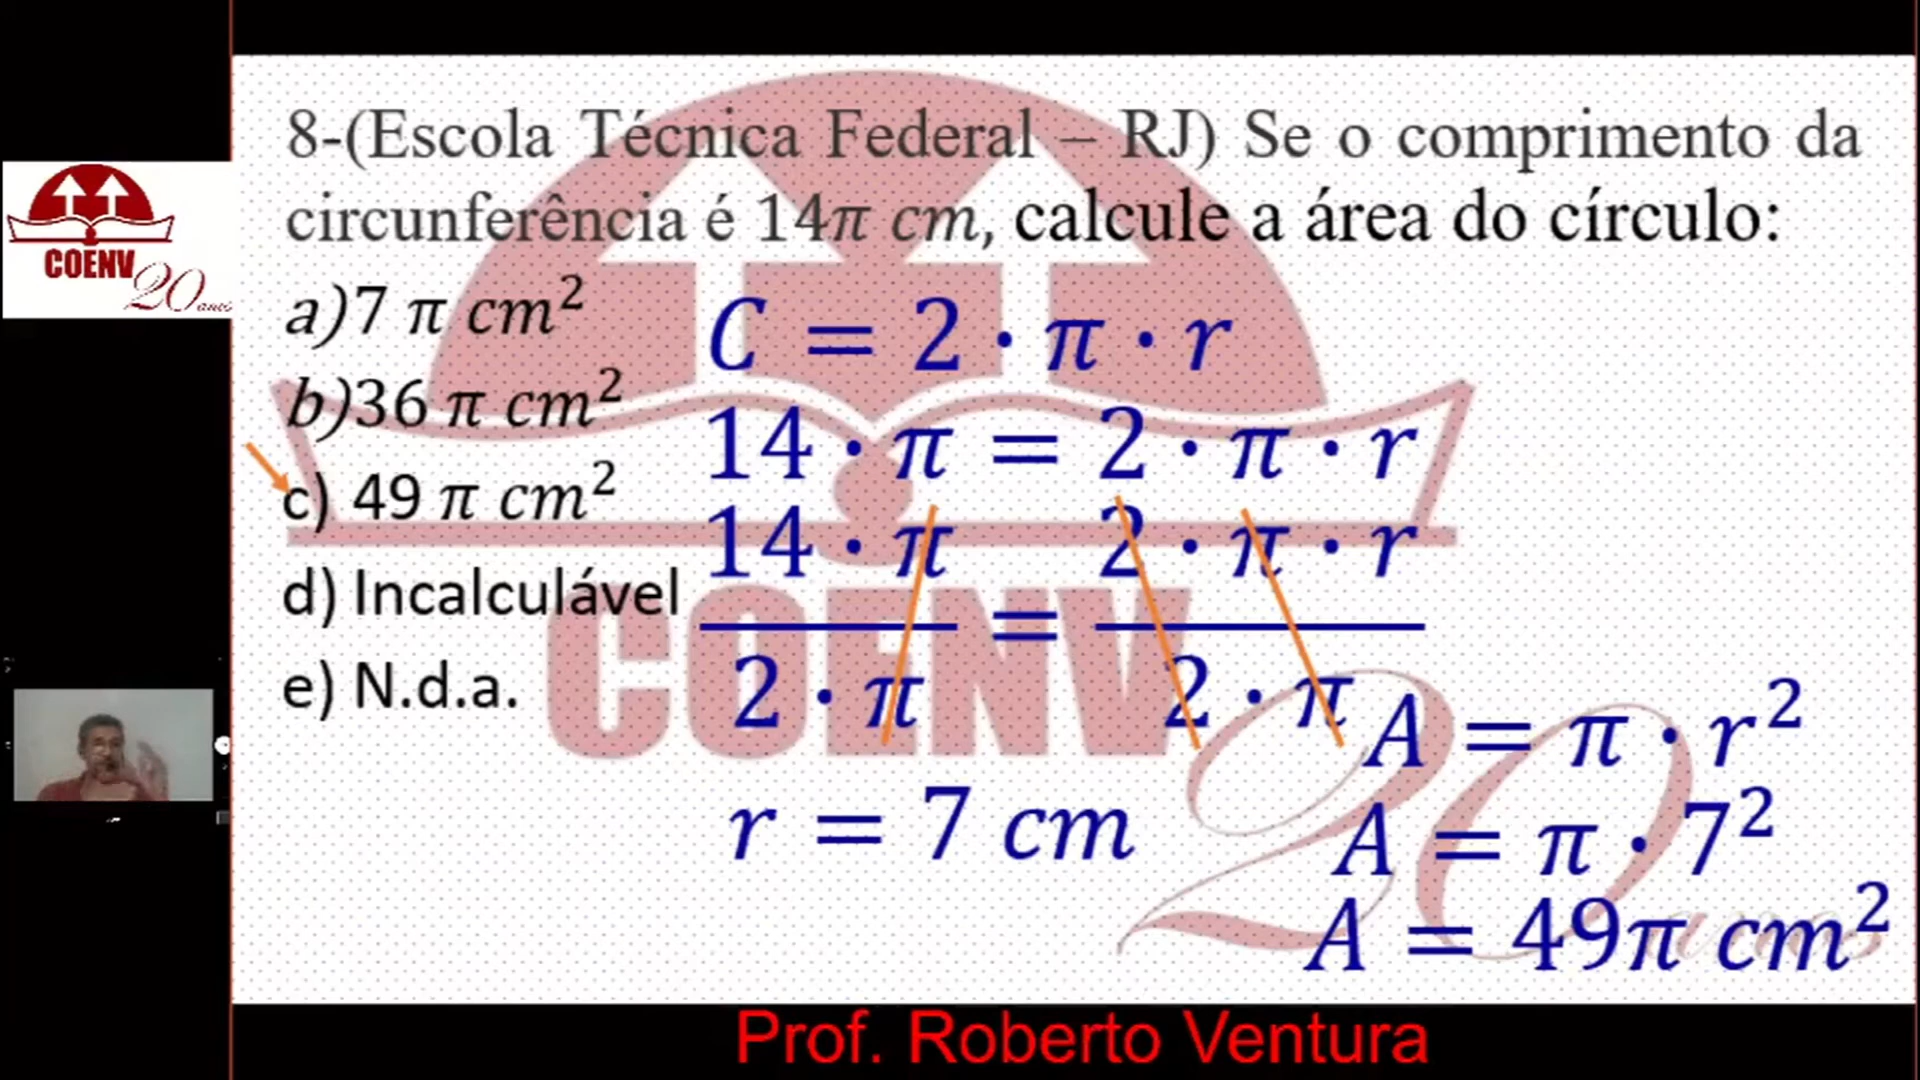 8-(Escola Técnica Federal – RJ) Se o comprimento da
circunferência é 14π cm, calcule a área do círculo:
a)7 π cm²
b)36 π cm²
c) 49 π cm²
d) Incalculável
e) N.d.a.
C = 2 · π · r
14 · π = 2 · π · r
14 · π = 2 · π · r
2 · π 2 · π
r = 7 cm
A = π · r²
A = π · 7²
A = 49π cm²
COENV
20 anos
COENV
20 anos
Prof. Roberto Ventura